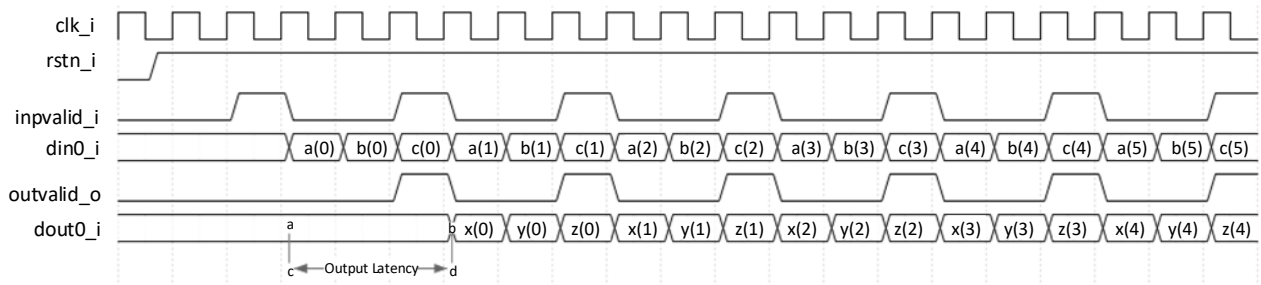 clk_i
rstn_i
inpvalid_i
din0_i a(0) b(0) c(0) a(1) b(1) c(1) a(2) b(2) c(2) a(3) b(3) c(3) a(4) b(4) c(4) a(5) b(5) c(5)
outvalid_o
dout0_i a b x(0) y(0) z(0) x(1) y(1) z(1) x(2) y(2) z(2) x(3) y(3) z(3) x(4) y(4) z(4)
c Output Latency d